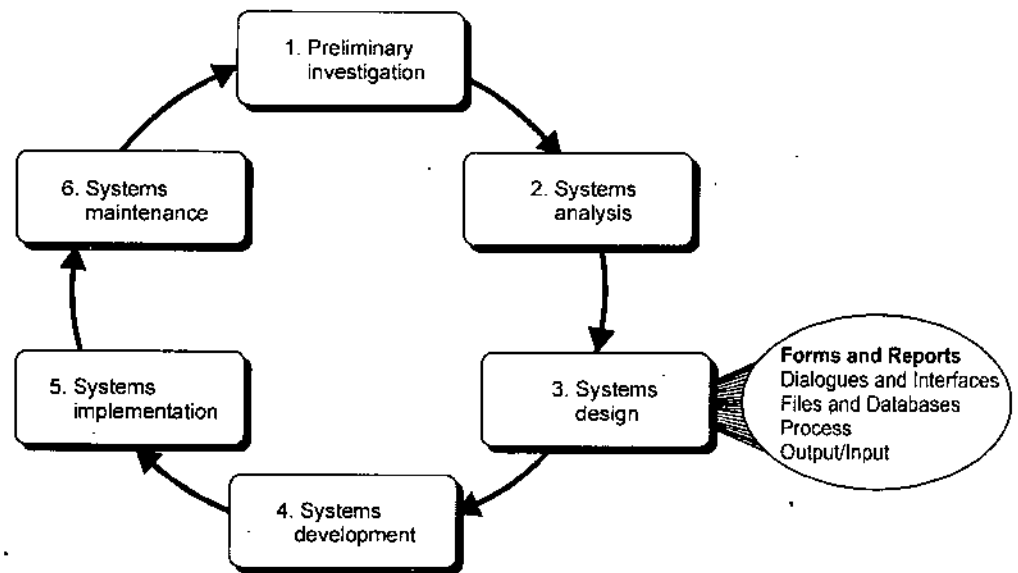 1. Preliminary
investigation
2. Systems
analysis
3. Systems
design
Forms and Reports
Dialogues and Interfaces
Files and Databases
Process
Output/Input
4. Systems
development
5. Systems
implementation
6. Systems
maintenance